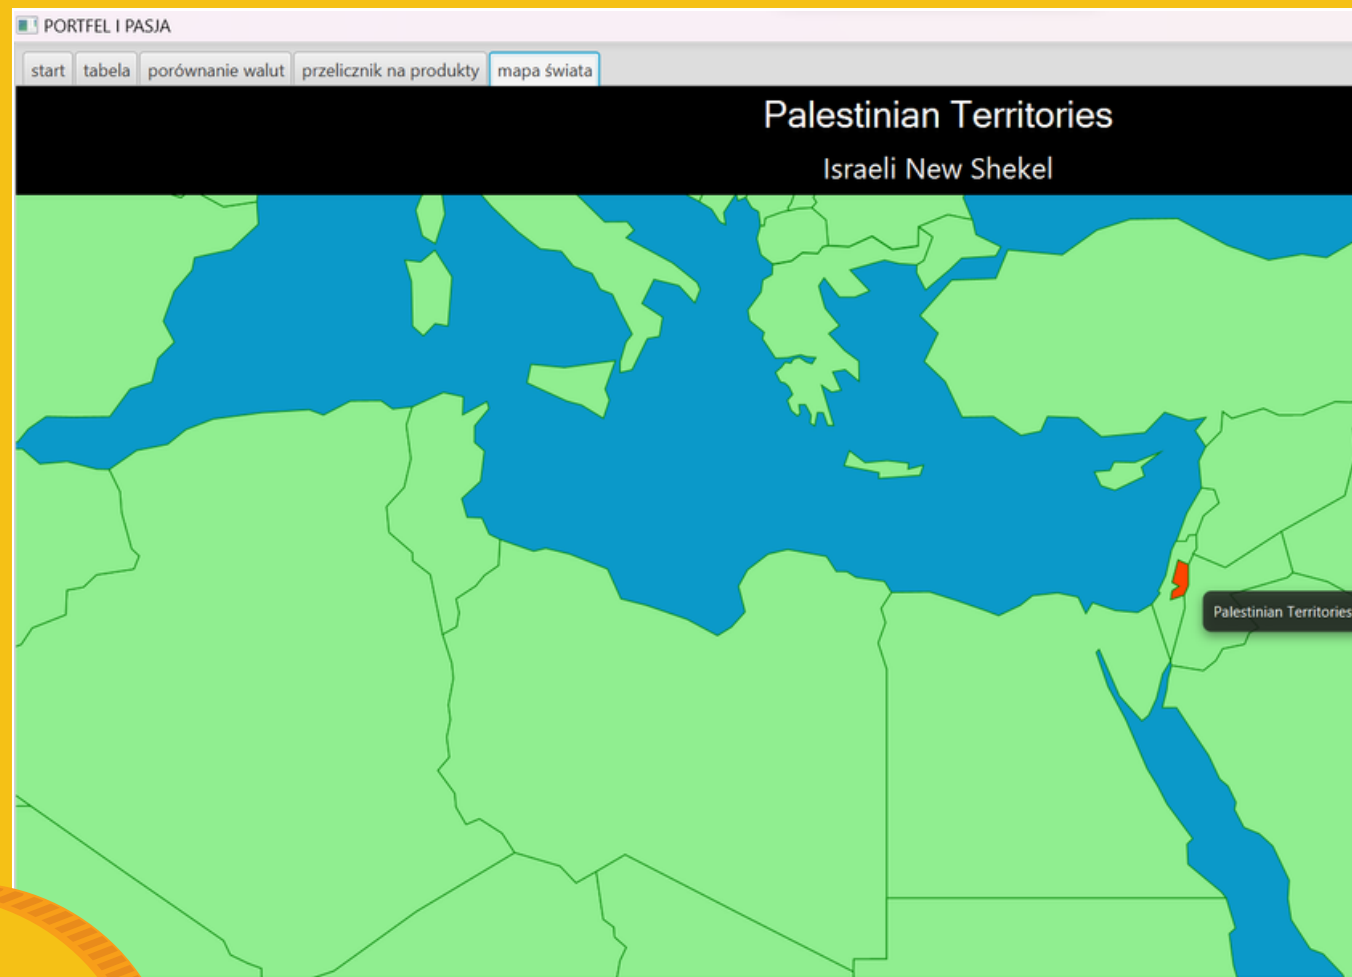 PORTFEL I PASJA
start tabela porównanie walut przelicznik na produkty mapa świata
Palestinian Territories
Israeli New Shekel
Palestinian Territories